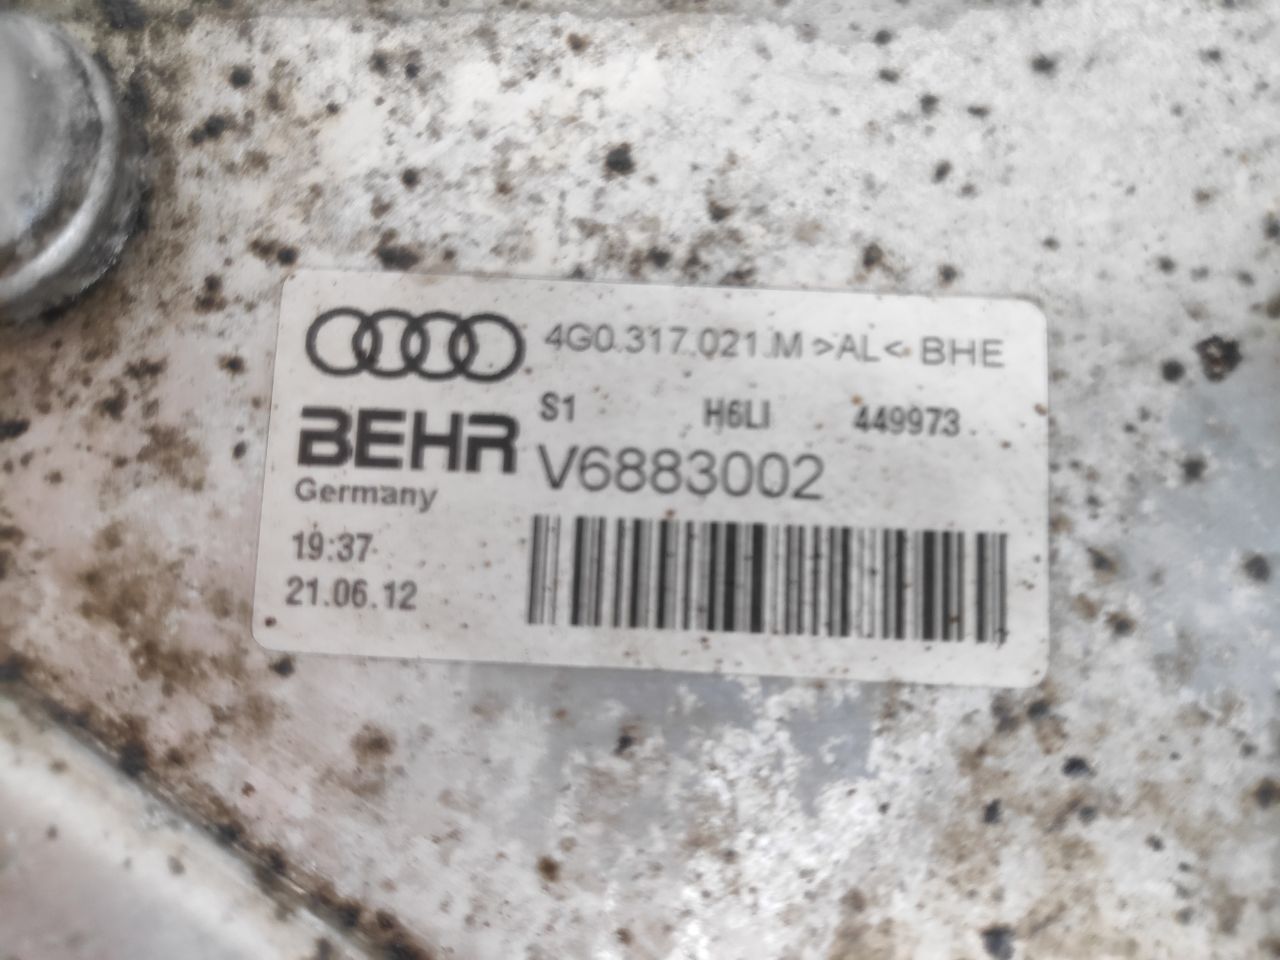 4G0.317.021.M >AL< BHE
BEHR
S1 H6LI 449973
V6883002
Germany
19:37
21.06.12